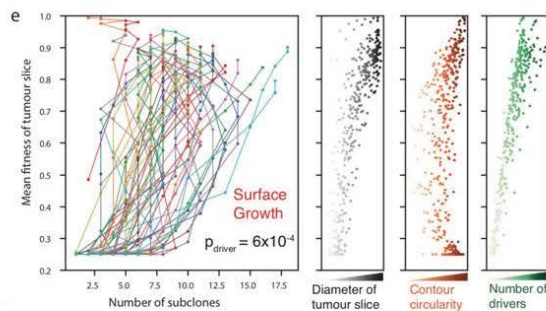 e
Mean fitness of tumour slice
1.0
0.9
0.8
0.7
0.6
0.5
0.4
0.3
0.2
Surface
Growth
p_driver = 6x10^-4
2.5 5.0 7.5 10.0 12.5 15.0 17.5
Number of subclones
Diameter of
tumour slice
Contour
circularity
Number of
drivers